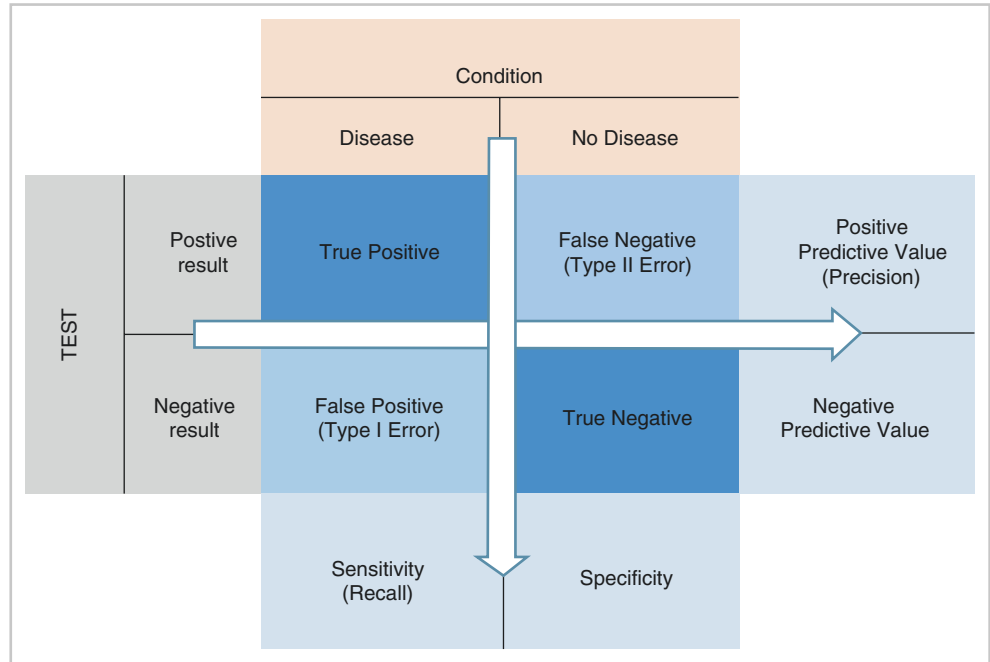 Condition
Disease
No Disease
TEST
Postive
result
True Positive
False Negative
(Type II Error)
Positive
Predictive Value
(Precision)
Negative
result
False Positive
(Type I Error)
True Negative
Negative
Predictive Value
Sensitivity
(Recall)
Specificity